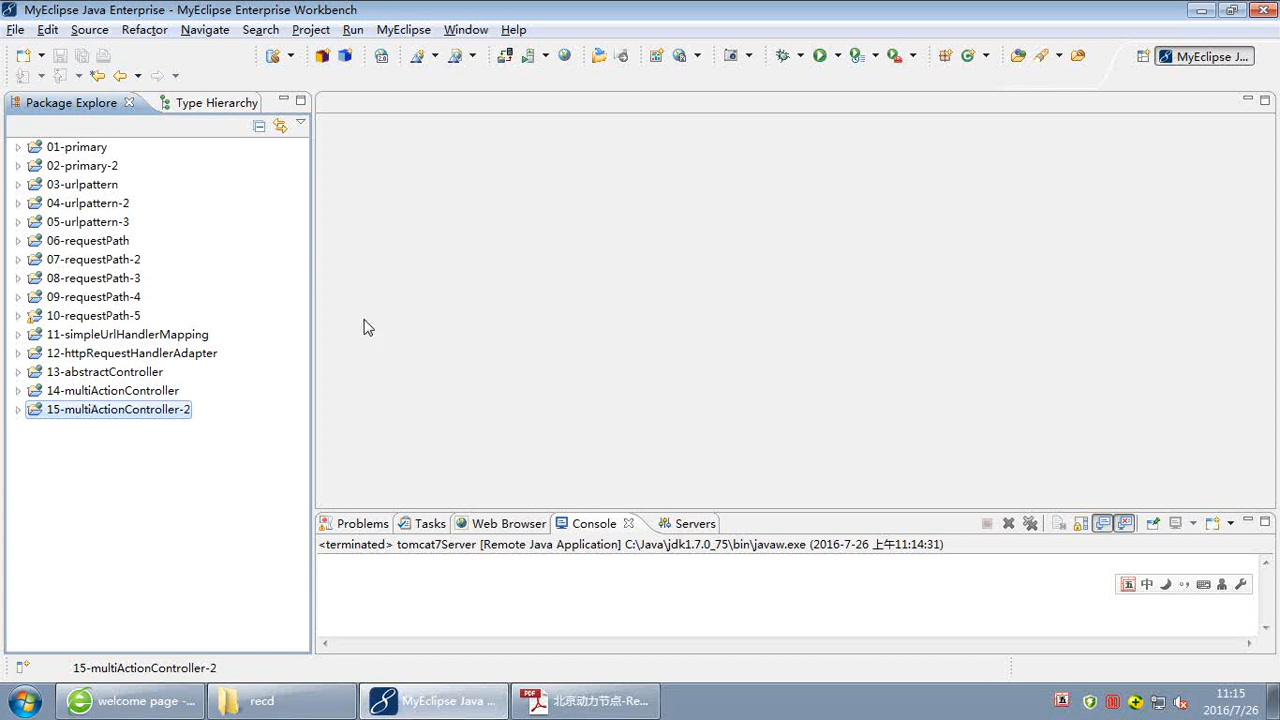 MyEclipse Java Enterprise - MyEclipse Enterprise Workbench
File Edit Source Refactor Navigate Search Project Run MyEclipse Window Help
MyEclipse J...
Package Explore Type Hierarchy
01-primary
02-primary-2
03-urlpattern
04-urlpattern-2
05-urlpattern-3
06-requestPath
07-requestPath-2
08-requestPath-3
09-requestPath-4
10-requestPath-5
11-simpleUrlHandlerMapping
12-httpRequestHandlerAdapter
13-abstractController
14-multiActionController
15-multiActionController-2
Problems Tasks Web Browser Console Servers
<terminated> tomcat7Server [Remote Java Application] C:\Java\jdk1.7.0_75\bin\javaw.exe (2016-7-26 上午11:14:31)
五 中
15-multiActionController-2
welcome page -... recd MyEclipse Java ... 北京动力节点-Re...
11:15
2016/7/26